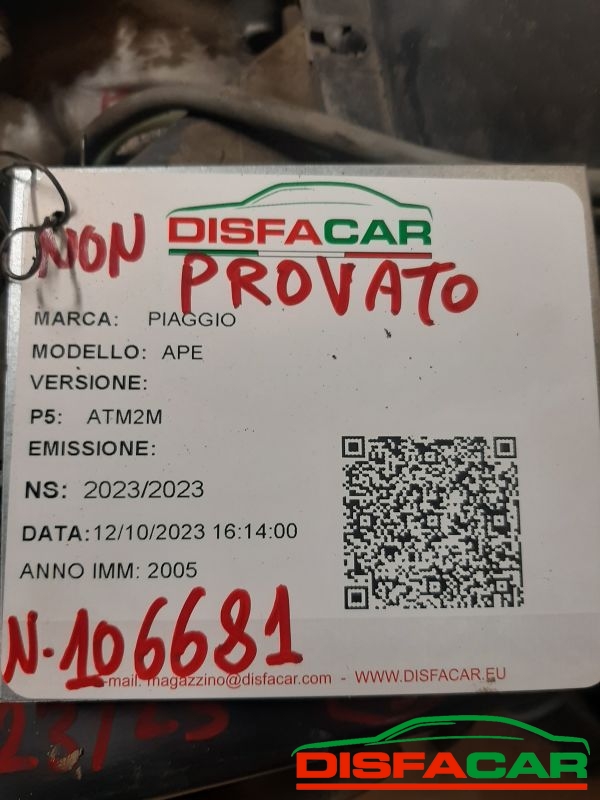 DISFACAR
NON PROVATO
MARCA: PIAGGIO
MODELLO: APE
VERSIONE:
P5: ATM2M
EMISSIONE:
NS: 2023/2023
DATA:12/10/2023 16:14:00
ANNO IMM: 2005
N.106681
mail: magazzino@disfacar.com - WWW.DISFACAR.EU
DISFACAR